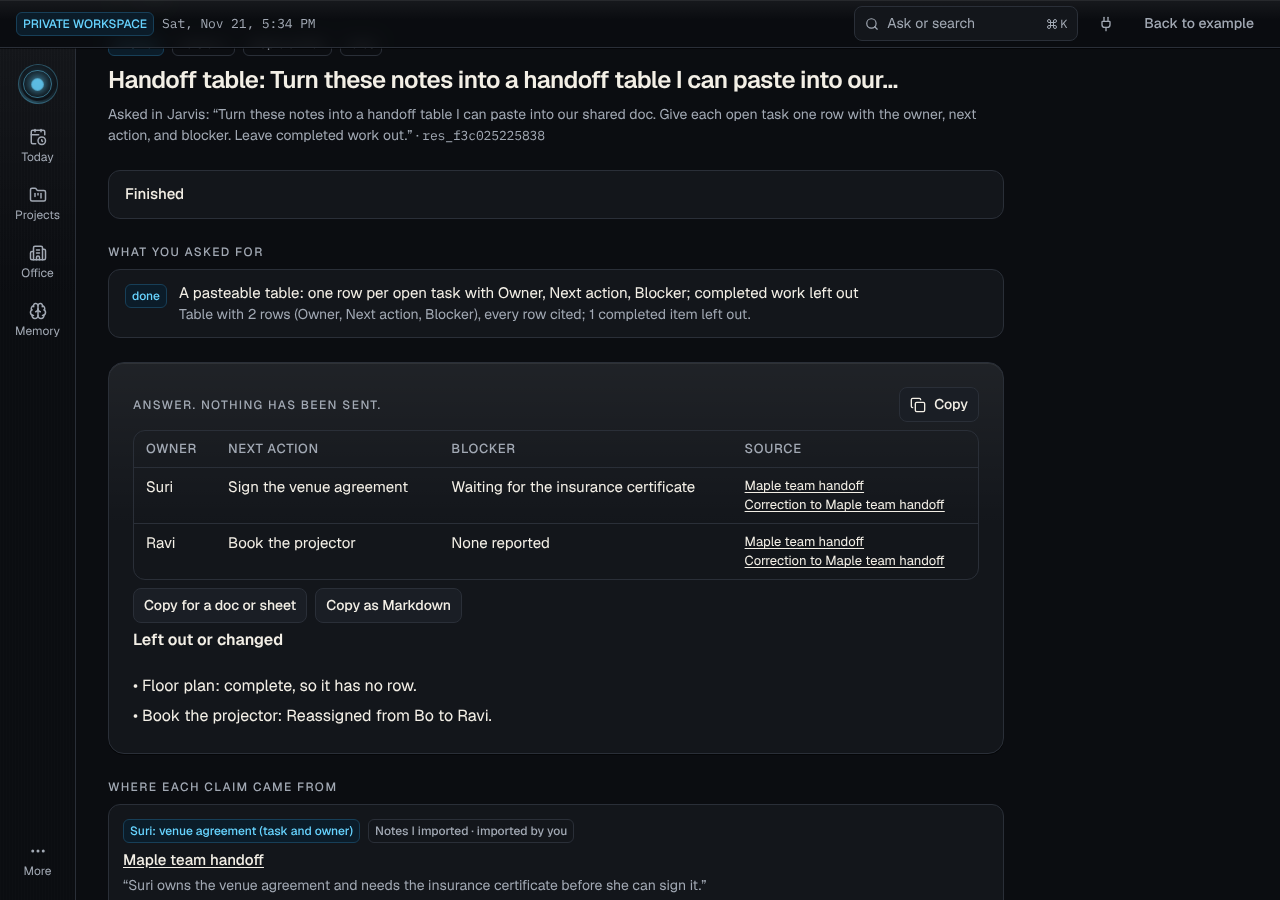 PRIVATE WORKSPACE Sat, Nov 21, 5:34 PM
Ask or search ⌘K
Back to example
Today
Projects
Office
Memory
More
Handoff table: Turn these notes into a handoff table I can paste into our…
Asked in Jarvis: “Turn these notes into a handoff table I can paste into our shared doc. Give each open task one row with the owner, next
action, and blocker. Leave completed work out.” · res_f3c025225838
Finished
WHAT YOU ASKED FOR
done A pasteable table: one row per open task with Owner, Next action, Blocker; completed work left out
Table with 2 rows (Owner, Next action, Blocker), every row cited; 1 completed item left out.
ANSWER. NOTHING HAS BEEN SENT. Copy
OWNER NEXT ACTION BLOCKER SOURCE
Suri Sign the venue agreement Waiting for the insurance certificate Maple team handoff
Correction to Maple team handoff
Ravi Book the projector None reported Maple team handoff
Correction to Maple team handoff
Copy for a doc or sheet Copy as Markdown
Left out or changed
• Floor plan: complete, so it has no row.
• Book the projector: Reassigned from Bo to Ravi.
WHERE EACH CLAIM CAME FROM
Suri: venue agreement (task and owner) Notes I imported · imported by you
Maple team handoff
“Suri owns the venue agreement and needs the insurance certificate before she can sign it.”